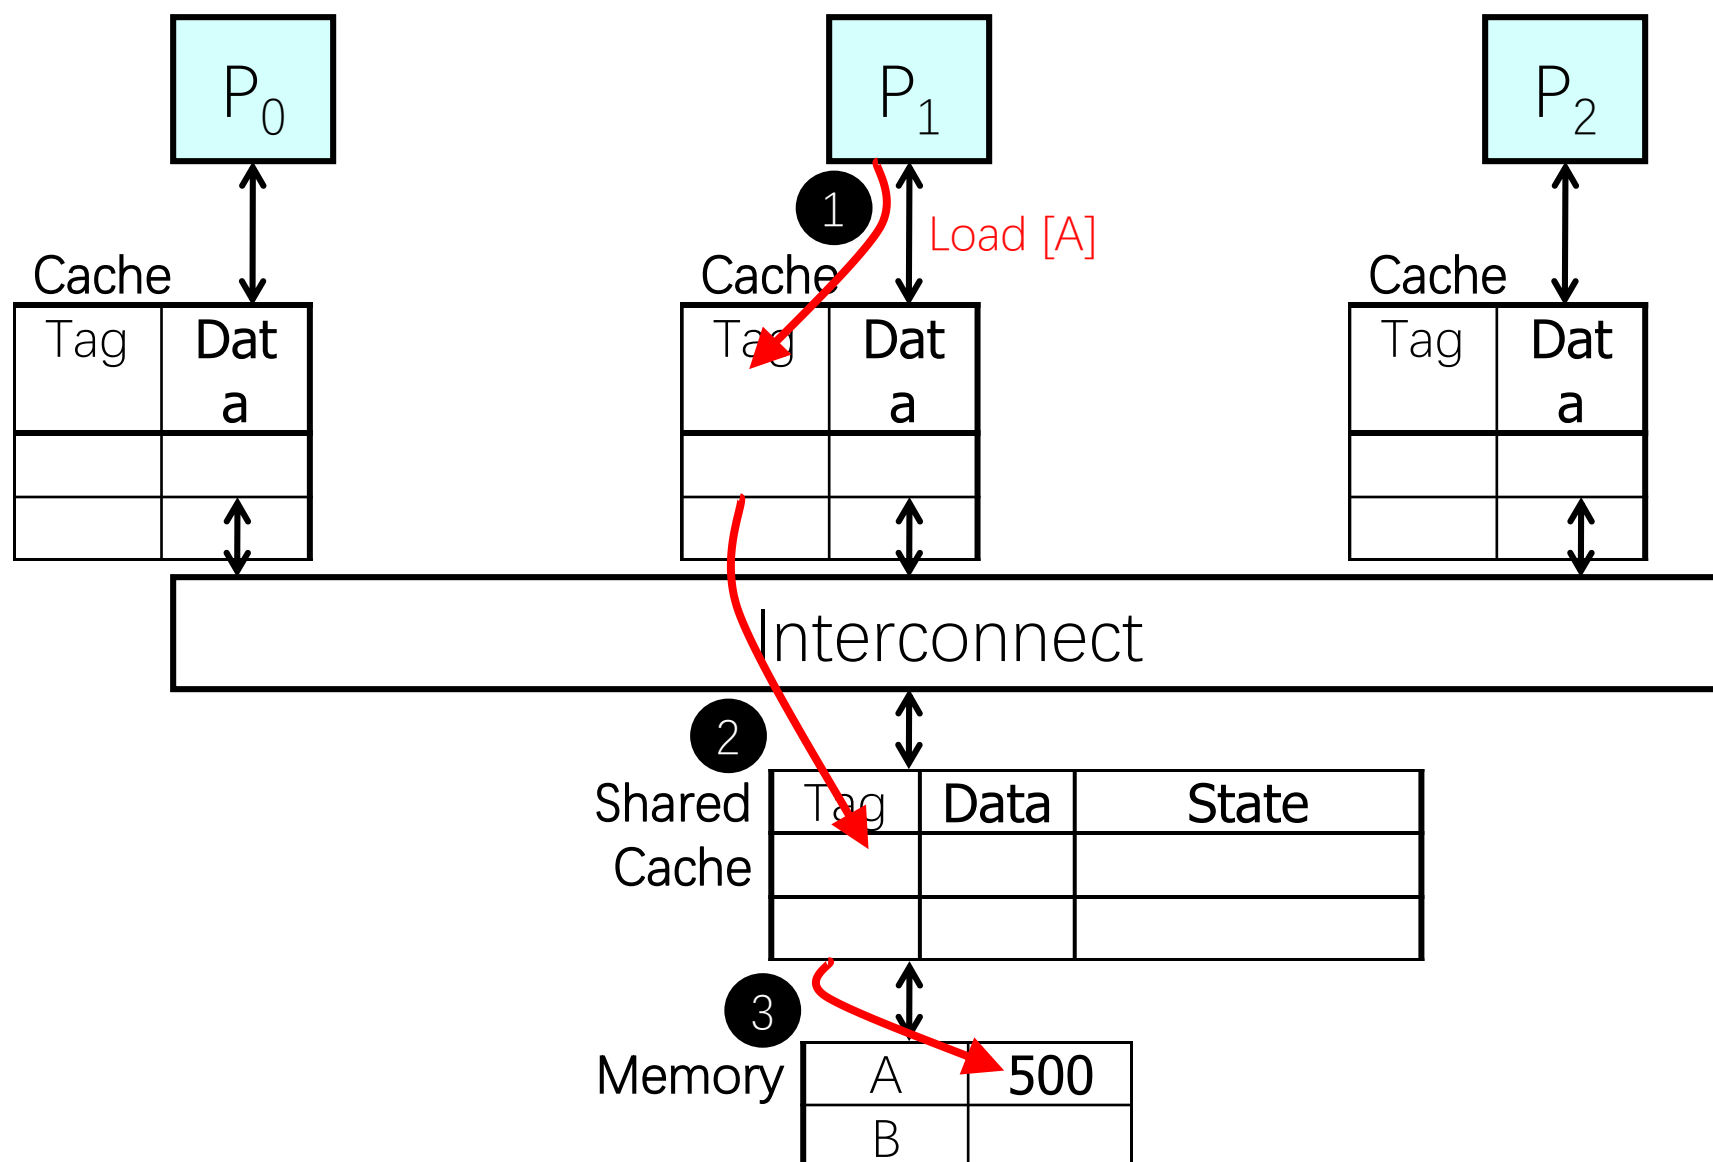 P0
P1
P2
1
Load [A]
Cache
Cache
Cache
Tag
Dat
a
Tag
Dat
a
Tag
Dat
a
Interconnect
2
Shared
Cache
Tag
Data
State
3
Memory
A
500
B